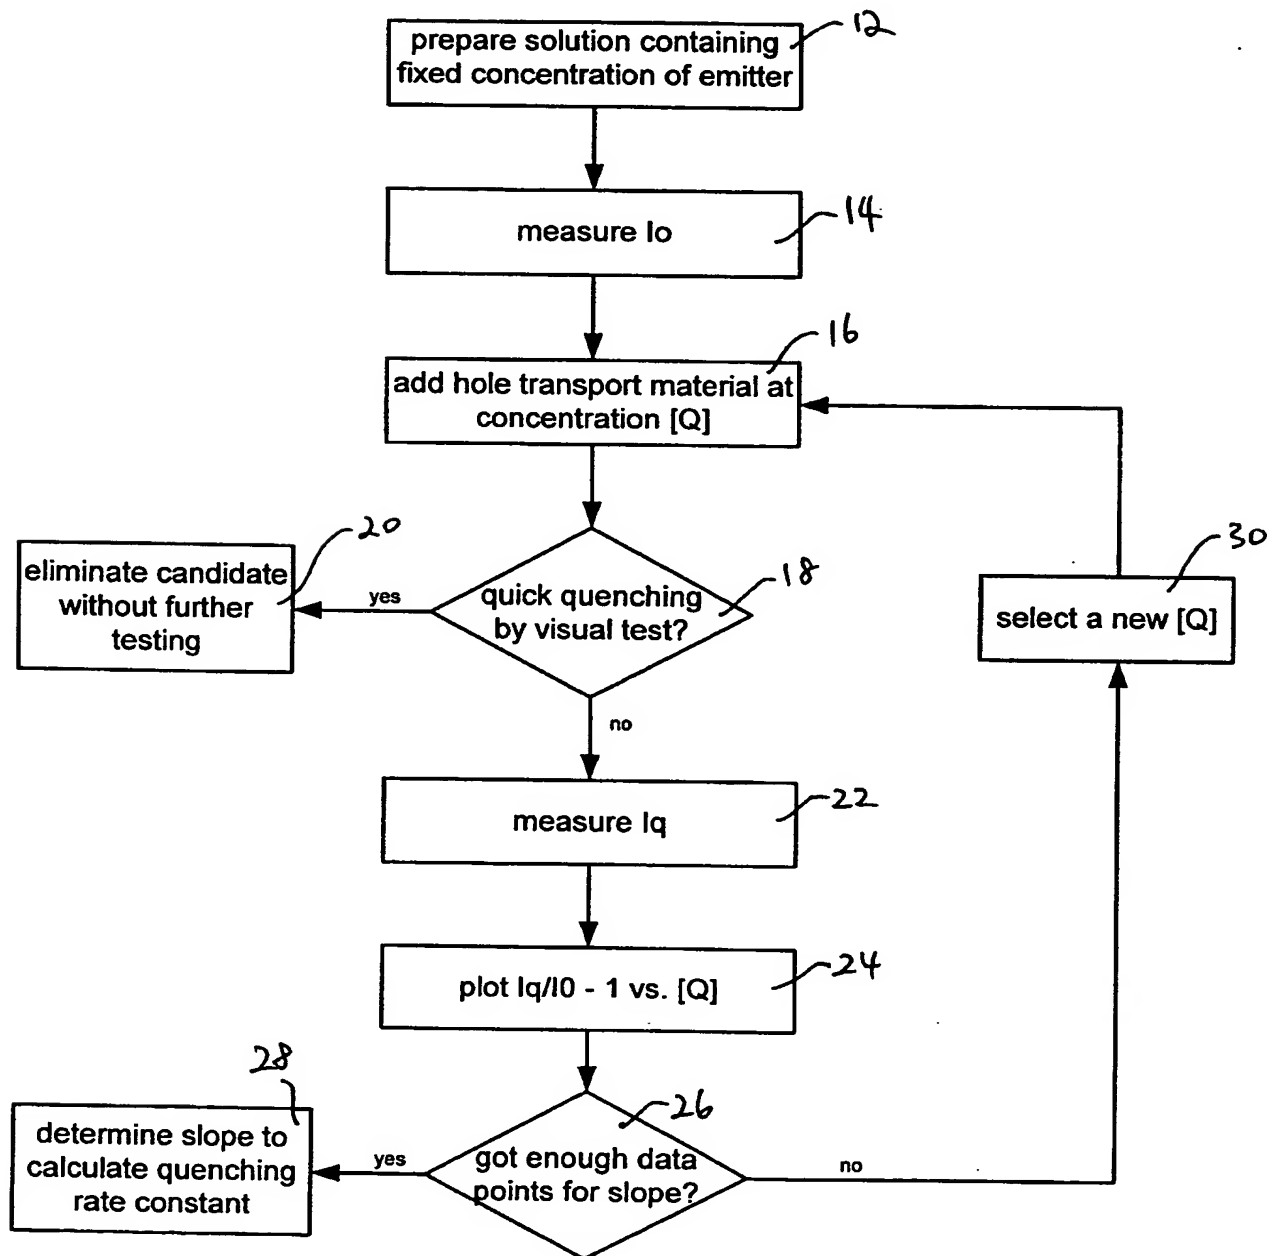 12
prepare solution containing
fixed concentration of emitter
14
measure Io
16
add hole transport material at
concentration [Q]
20
eliminate candidate
without further
testing
yes
18
quick quenching
by visual test?
30
select a new [Q]
no
22
measure Iq
24
plot Iq/I0 - 1 vs. [Q]
28
determine slope to
calculate quenching
rate constant
yes
26
got enough data
points for slope?
no